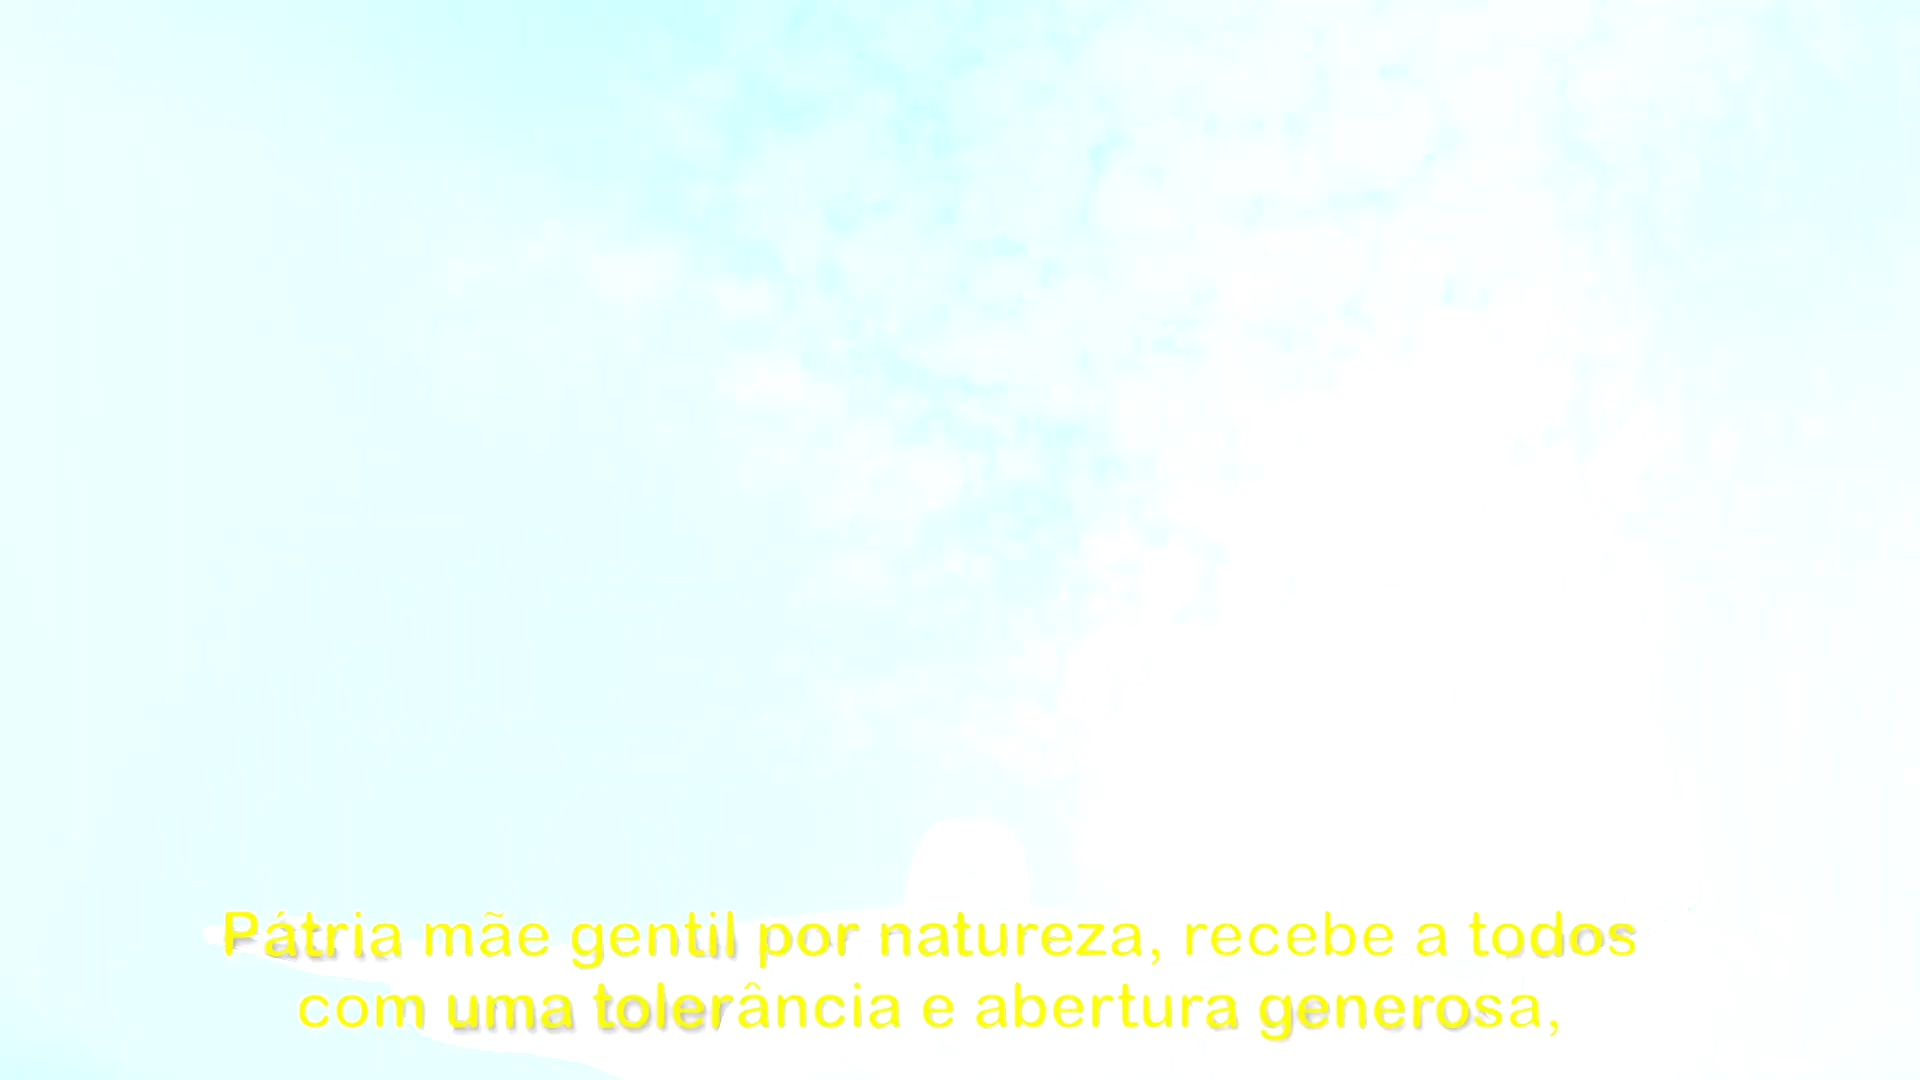 Pátria mãe gentil por natureza, recebe a todos
com uma tolerância e abertura generosa,